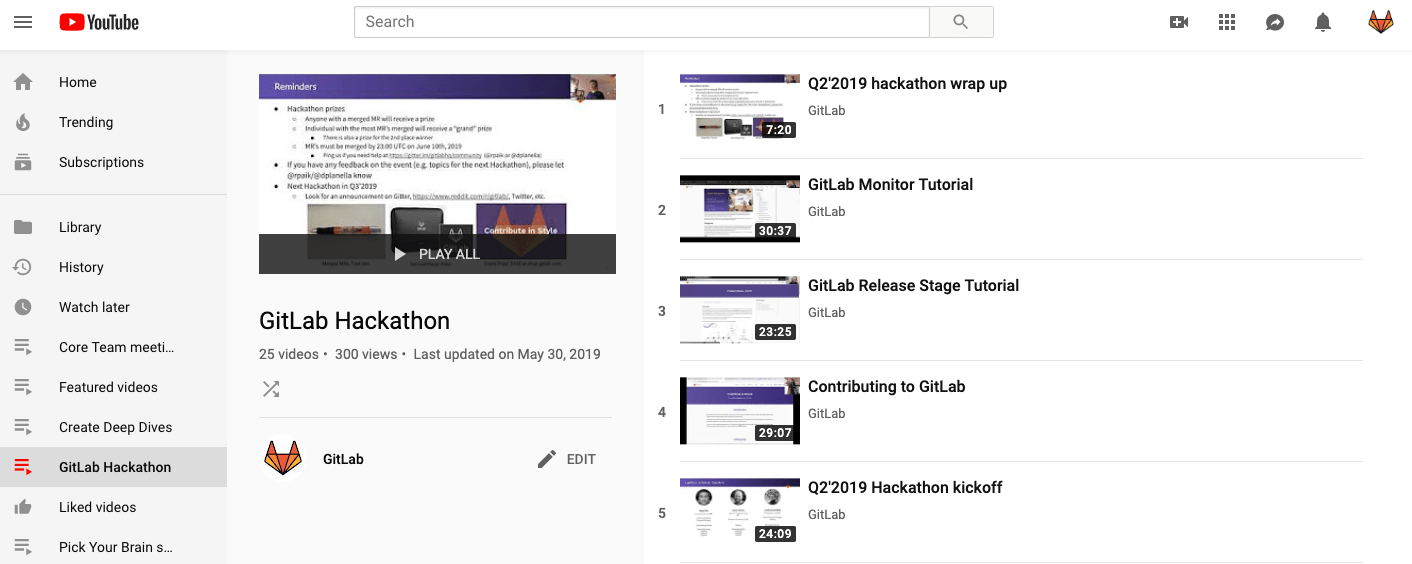 YouTube
Search
Home
Trending
Subscriptions
Library
History
Watch later
Core Team meeti...
Featured videos
Create Deep Dives
GitLab Hackathon
Liked videos
Pick Your Brain s...
Reminders
Hackathon prizes
Anyone with a merged MR will receive a prize
Individual with the most MR's merged will receive a "grand" prize
There is also a prize for the 2nd place winner
MR's must be merged by 23:00 UTC on June 10th, 2019
Ping us if you need help at https://gitter.im/gitlabhq/community (@rpaik or @dplanella)
If you have any feedback on the event (e.g. topics for the next Hackathon), please let
@rpaik/@dplanella know
Next Hackathon in Q3'2019
Look for an announcement on Gitter, https://www.reddit.com/r/gitlab/, Twitter, etc.
Contribute in Style
PLAY ALL
GitLab Hackathon
25 videos • 300 views • Last updated on May 30, 2019
GitLab
EDIT
1
7:20
Q2'2019 hackathon wrap up
GitLab
2
30:37
GitLab Monitor Tutorial
GitLab
3
23:25
GitLab Release Stage Tutorial
GitLab
4
29:07
Contributing to GitLab
GitLab
5
24:09
Q2'2019 Hackathon kickoff
GitLab